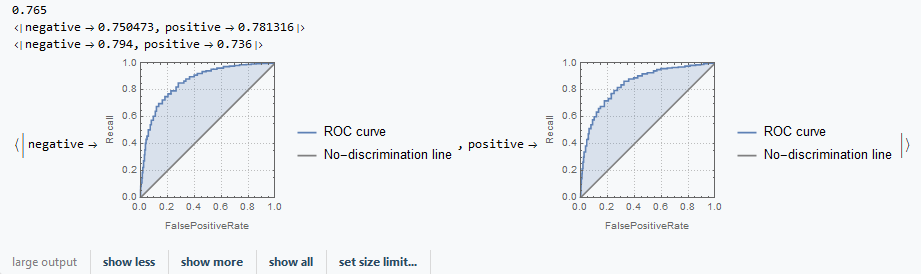 0.765
<|negative → 0.750473, positive → 0.781316|>
<|negative → 0.794, positive → 0.736|>
<|negative →
1.0
0.8
0.6
0.4
0.2
0.0
Recall
0.0 0.2 0.4 0.6 0.8 1.0
FalsePositiveRate
ROC curve
No-discrimination line
, positive →
1.0
0.8
0.6
0.4
0.2
0.0
Recall
0.0 0.2 0.4 0.6 0.8 1.0
FalsePositiveRate
ROC curve
No-discrimination line
|>
large output show less show more show all set size limit...